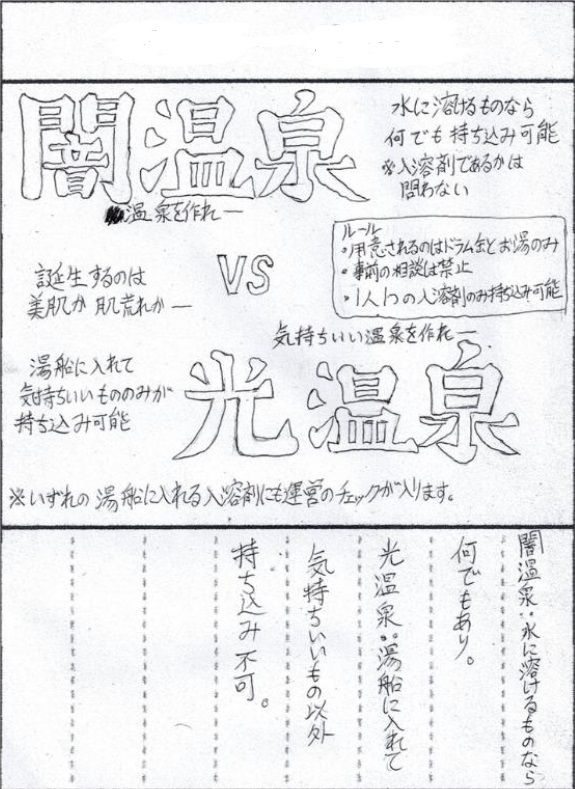 闇温泉
水に溶けるものなら
何でも持ち込み可能
※入溶剤であるかは
問わない
温泉を作れー
ルール
・用意されるのはドラム缶とお湯のみ
・事前の相談は禁止
・1人1つの入溶剤のみ持ち込み可能
誕生するのは
美肌か肌荒れかー
VS
気持ちいい温泉を作れー
湯船に入れて
気持ちいいもののみが
持ち込み可能
光温泉
※いずれの湯船に入れる入溶剤にも運営のチェックが入ります。
闇温泉:水に溶けるものなら
何でもあり。
光温泉:湯船に入れて
気持ちいいもの以外
持ち込み不可。